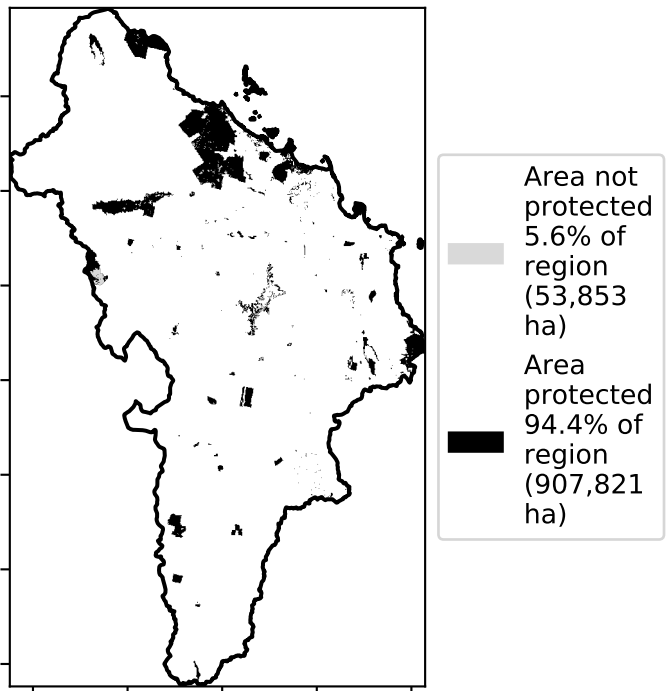 Area not
protected
5.6% of
region
(53,853
ha)
Area
protected
94.4% of
region
(907,821
ha)